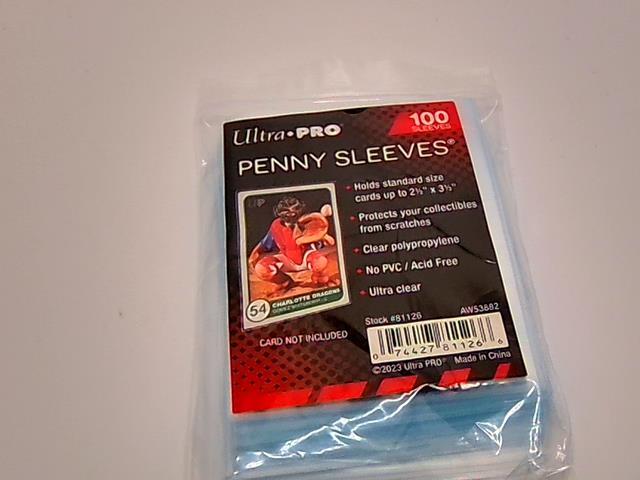 Ultra•PRO
100
SLEEVES
PENNY SLEEVES®
• Holds standard size
cards up to 2½" x 3½"
• Protects your collectibles
from scratches
• Clear polypropylene
• No PVC / Acid Free
• Ultra clear
UP
54
CHARLOTTE DRAGONS
CARD NOT INCLUDED
Stock #81126
AW53882
0 74427 81126 6
©2023 Ultra PRO® Made in China